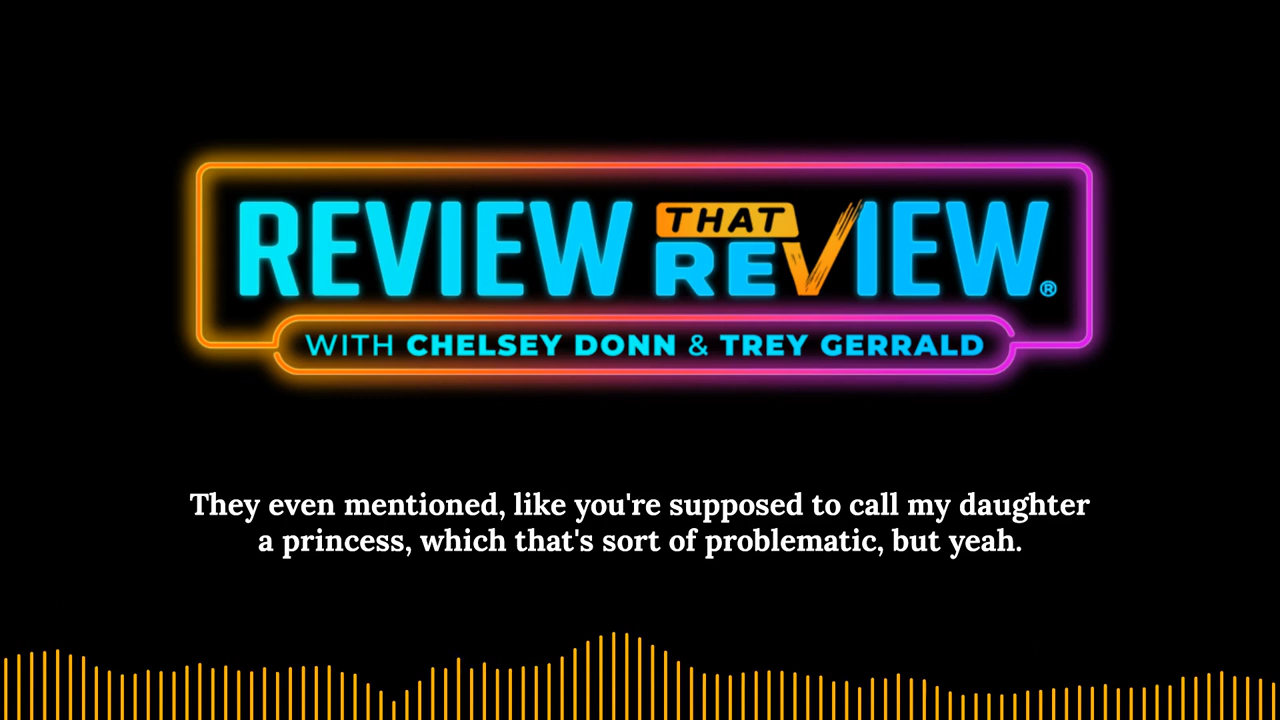 REVIEW THAT REVIEW®
WITH CHELSEY DONN & TREY GERRALD
They even mentioned, like you're supposed to call my daughter
a princess, which that's sort of problematic, but yeah.